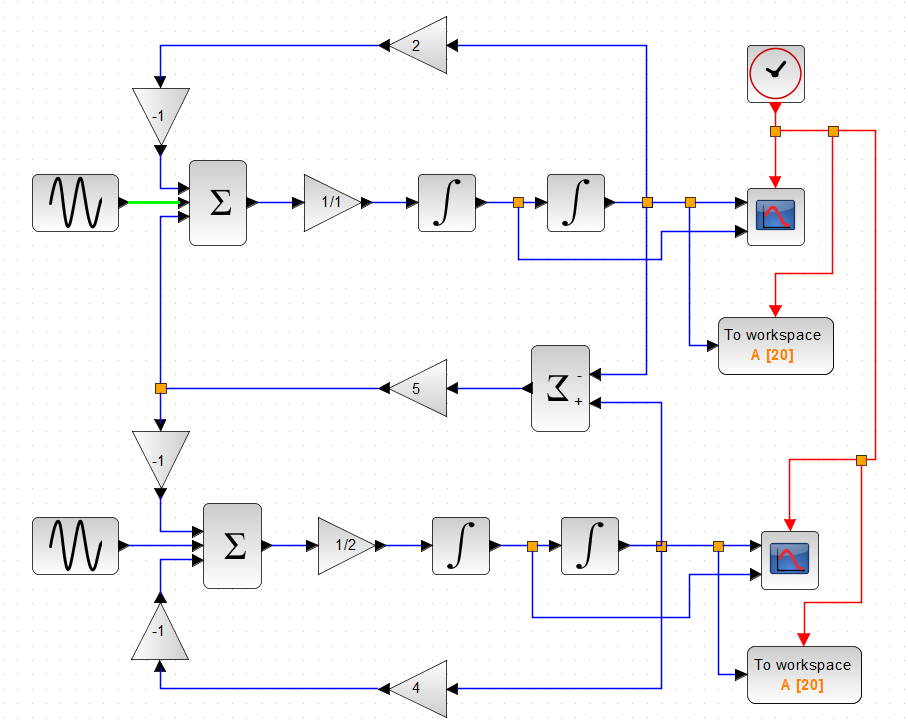 2
-1
Σ
1/1
∫
∫
To workspace
A [20]
5
Σ
-
+
-1
Σ
1/2
∫
∫
-1
To workspace
A [20]
4